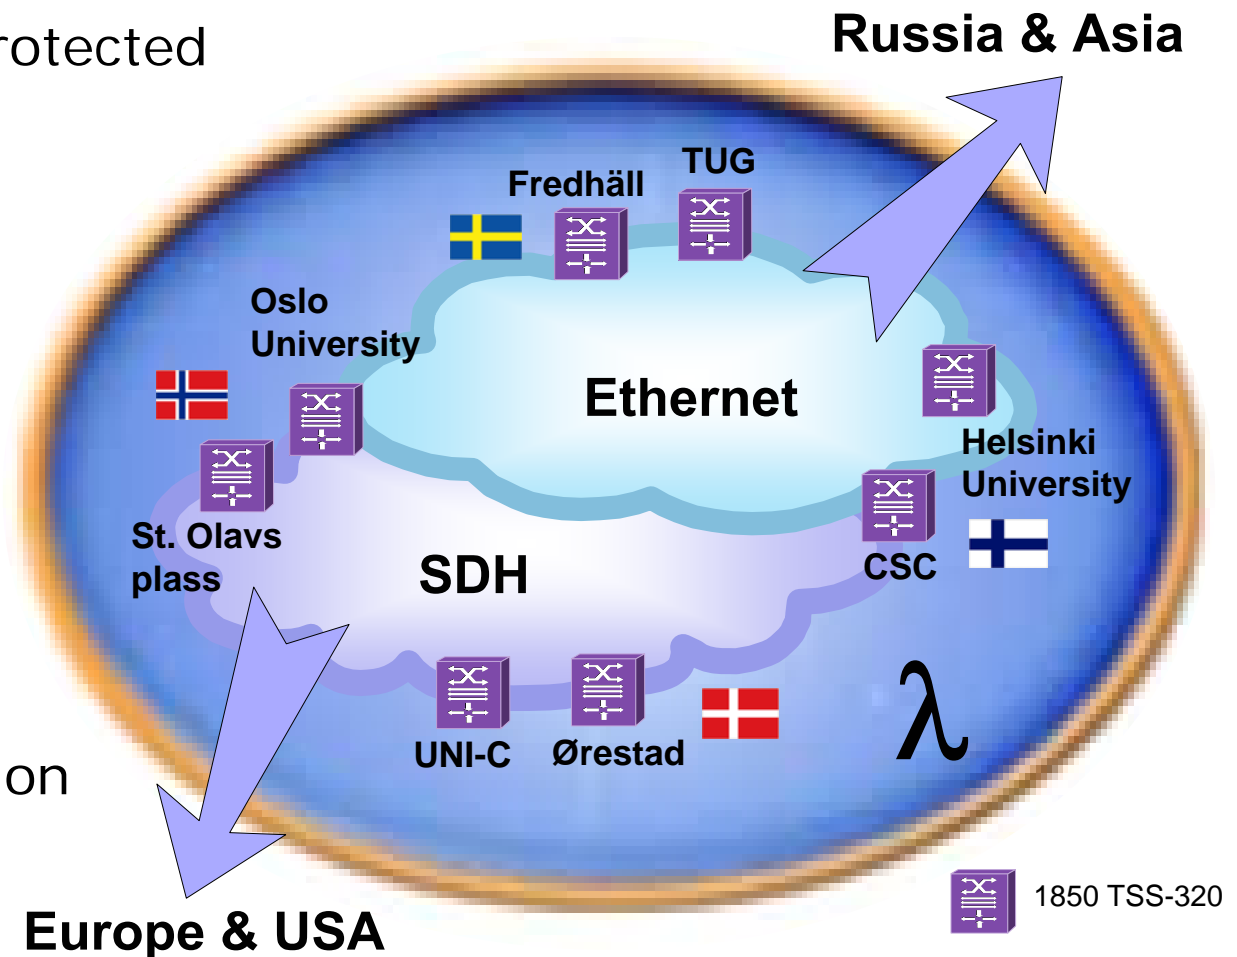 rotected
Russia & Asia
TUG
Fredhäll
Oslo
University
Ethernet
Helsinki
University
St. Olavs
plass
SDH
CSC
λ
UNI-C
Ørestad
on
1850 TSS-320
Europe & USA